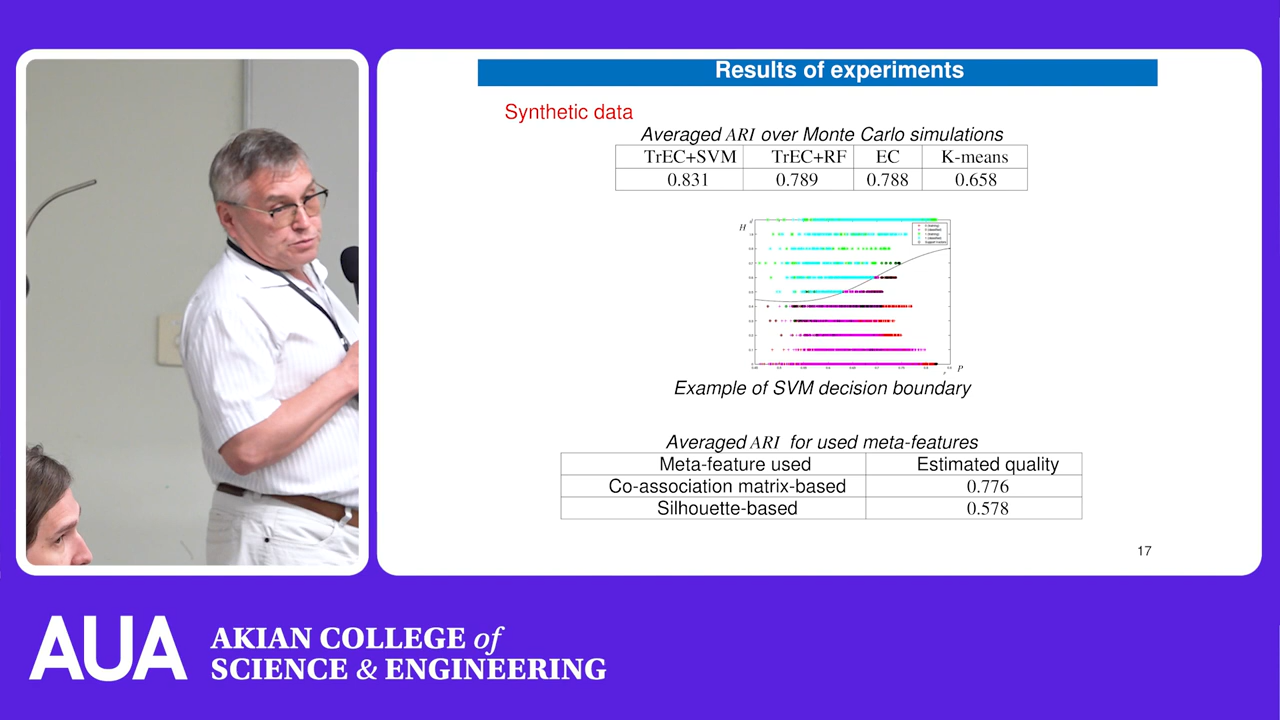 Results of experiments
Synthetic data
Averaged ARI over Monte Carlo simulations
TrEC+SVM TrEC+RF EC K-means
0.831 0.789 0.788 0.658
H
P
Example of SVM decision boundary
Averaged ARI for used meta-features
Meta-feature used Estimated quality
Co-association matrix-based 0.776
Silhouette-based 0.578
17
AUA AKIAN COLLEGE of
SCIENCE & ENGINEERING